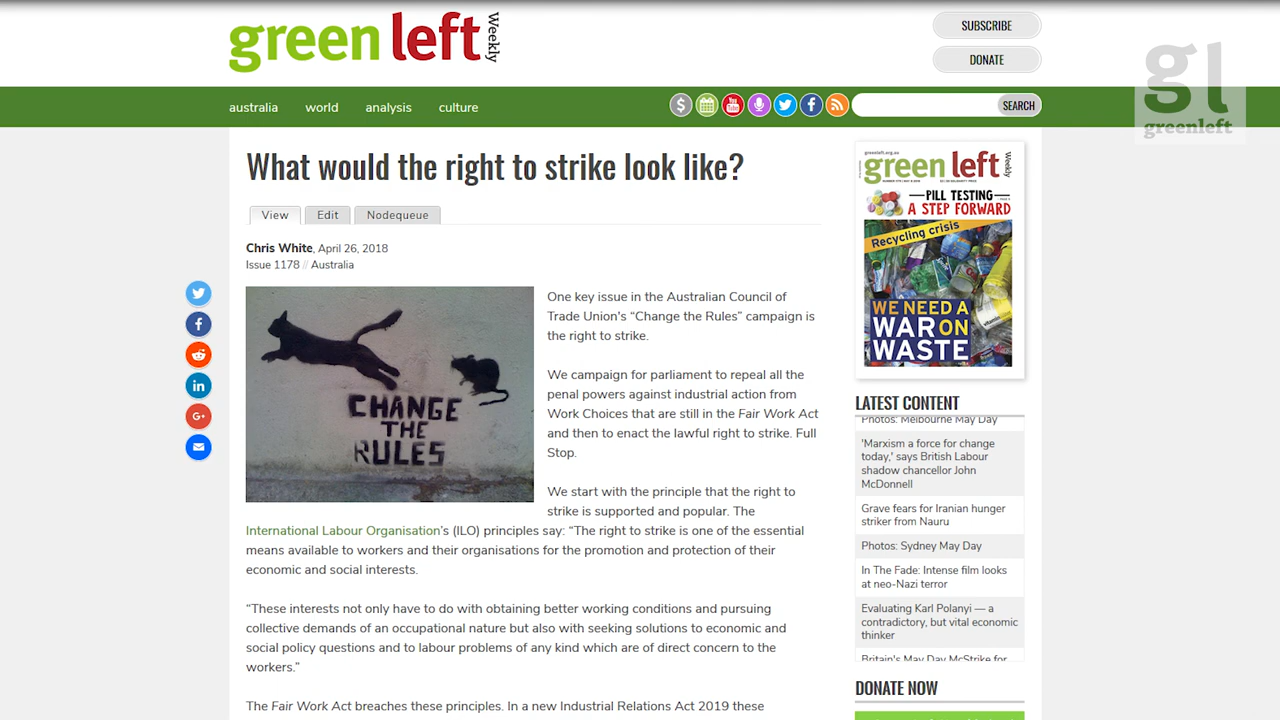 green left Weekly
SUBSCRIBE
DONATE
australia world analysis culture
SEARCH
gl
greenleft
What would the right to strike look like?
View Edit Nodequeue
Chris White, April 26, 2018
Issue 1178 // Australia
CHANGE
THE
RULES
One key issue in the Australian Council of
Trade Union's “Change the Rules” campaign is
the right to strike.
We campaign for parliament to repeal all the
penal powers against industrial action from
Work Choices that are still in the Fair Work Act
and then to enact the lawful right to strike. Full
Stop.
We start with the principle that the right to
strike is supported and popular. The
International Labour Organisation’s (ILO) principles say: “The right to strike is one of the essential
means available to workers and their organisations for the promotion and protection of their
economic and social interests.
“These interests not only have to do with obtaining better working conditions and pursuing
collective demands of an occupational nature but also with seeking solutions to economic and
social policy questions and to labour problems of any kind which are of direct concern to the
workers.”
The Fair Work Act breaches these principles. In a new Industrial Relations Act 2019 these
greenleft.org.au
green left Weekly
PILL TESTING
A STEP FORWARD
Recycling crisis
WE NEED A
WAR ON
WASTE
LATEST CONTENT
Photos: Melbourne May Day
'Marxism a force for change
today,' says British Labour
shadow chancellor John
McDonnell
Grave fears for Iranian hunger
striker from Nauru
Photos: Sydney May Day
In The Fade: Intense film looks
at neo-Nazi terror
Evaluating Karl Polanyi — a
contradictory, but vital economic
thinker
Britain's May Day McStrike for
DONATE NOW